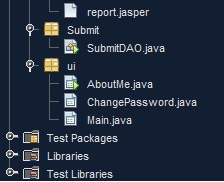 report.jasper
Submit
SubmitDAO.java
ui
AboutMe.java
ChangePassword.java
Main.java
Test Packages
Libraries
Test Libraries